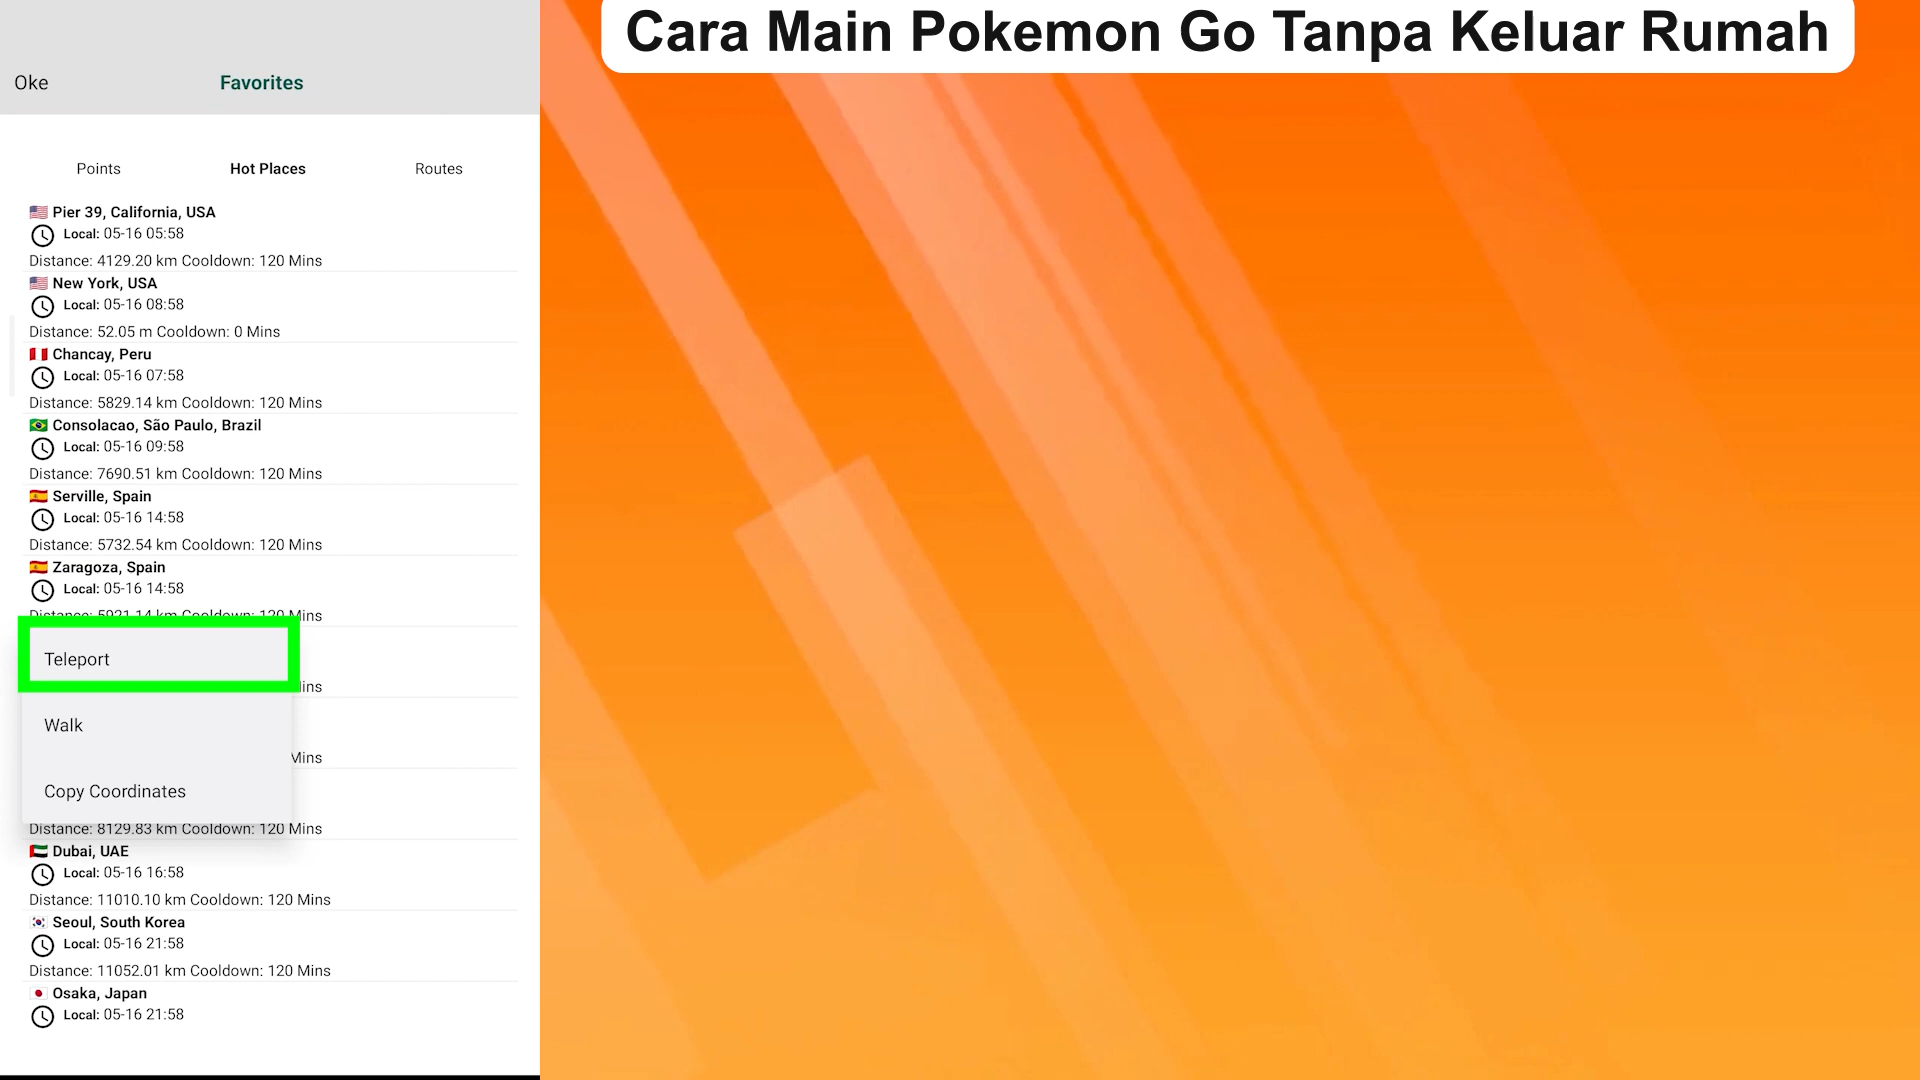 Cara Main Pokemon Go Tanpa Keluar Rumah
Oke
Favorites
Points
Hot Places
Routes
Pier 39, California, USA
Local: 05-16 05:58
Distance: 4129.20 km Cooldown: 120 Mins
New York, USA
Local: 05-16 08:58
Distance: 52.05 m Cooldown: 0 Mins
Chancay, Peru
Local: 05-16 07:58
Distance: 5829.14 km Cooldown: 120 Mins
Consolacao, São Paulo, Brazil
Local: 05-16 09:58
Distance: 7690.51 km Cooldown: 120 Mins
Serville, Spain
Local: 05-16 14:58
Distance: 5732.54 km Cooldown: 120 Mins
Zaragoza, Spain
Local: 05-16 14:58
Distance: 5921.14 km Cooldown: 120 Mins
Teleport
Walk
Mins
Copy Coordinates
Distance: 8129.83 km Cooldown: 120 Mins
Dubai, UAE
Local: 05-16 16:58
Distance: 11010.10 km Cooldown: 120 Mins
Seoul, South Korea
Local: 05-16 21:58
Distance: 11052.01 km Cooldown: 120 Mins
Osaka, Japan
Local: 05-16 21:58